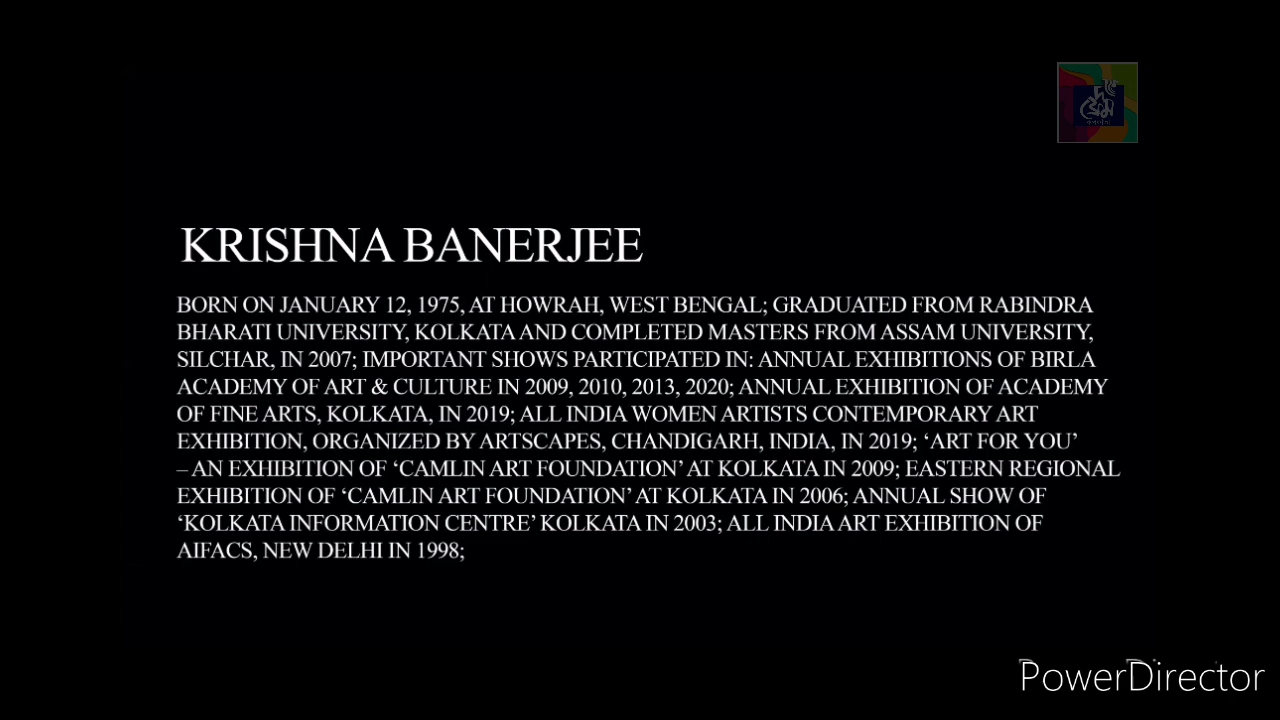 KRISHNA BANERJEE
BORN ON JANUARY 12, 1975, AT HOWRAH, WEST BENGAL; GRADUATED FROM RABINDRA
BHARATI UNIVERSITY, KOLKATA AND COMPLETED MASTERS FROM ASSAM UNIVERSITY,
SILCHAR, IN 2007; IMPORTANT SHOWS PARTICIPATED IN: ANNUAL EXHIBITIONS OF BIRLA
ACADEMY OF ART & CULTURE IN 2009, 2010, 2013, 2020; ANNUAL EXHIBITION OF ACADEMY
OF FINE ARTS, KOLKATA, IN 2019; ALL INDIA WOMEN ARTISTS CONTEMPORARY ART
EXHIBITION, ORGANIZED BY ARTSCAPES, CHANDIGARH, INDIA, IN 2019; ‘ART FOR YOU’
– AN EXHIBITION OF ‘CAMLIN ART FOUNDATION’ AT KOLKATA IN 2009; EASTERN REGIONAL
EXHIBITION OF ‘CAMLIN ART FOUNDATION’ AT KOLKATA IN 2006; ANNUAL SHOW OF
‘KOLKATA INFORMATION CENTRE’ KOLKATA IN 2003; ALL INDIA ART EXHIBITION OF
AIFACS, NEW DELHI IN 1998;
PowerDirector